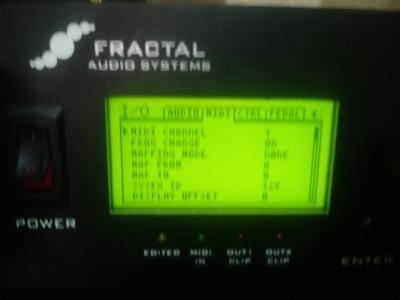 FRACTAL
AUDIO SYSTEMS
I/O AUDIO MIDI CTRL PEDAL
MIDI CHANNEL 1
PROG CHANGE ON
MAPPING MODE NONE
MAP FROM 0
MAP TO 0
SYSEX ID
DISPLAY OFFSET 0
POWER
EDITED MIDI IN OUT1 CLIP OUT2 CLIP
ENTER